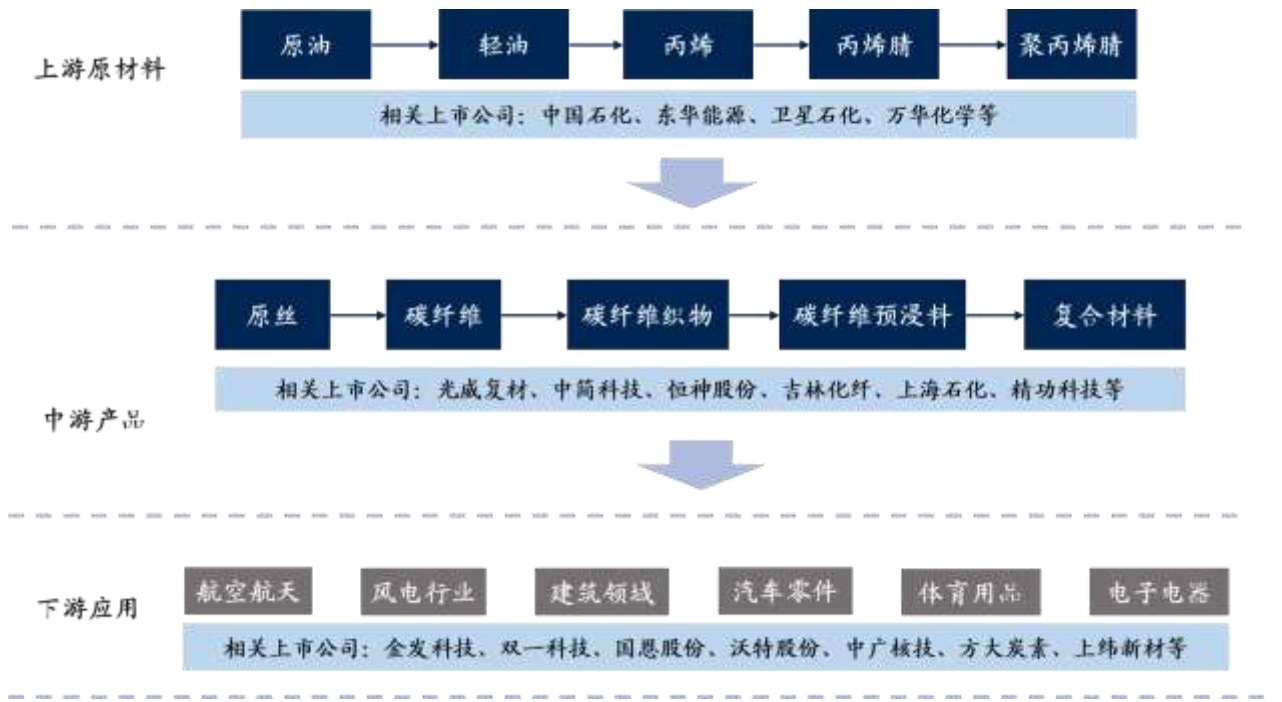 原油 轻油 丙烯 丙烯腈 聚丙烯腈
上游原材料
相关上市公司：中国石化、东华能源、卫星石化、万华化学等
原丝 碳纤维 碳纤维织物 碳纤维预浸料 复合材料
相关上市公司：光威复材、中简科技、恒神股份、吉林化纤、上海石化、精功科技等
中游产品
航空航天 风电行业 建筑领域 汽车零件 体育用品 电子电器
下游应用
相关上市公司：金发科技、双一科技、国恩股份、沃特股份、中广核技、方大炭素、上纬新材等